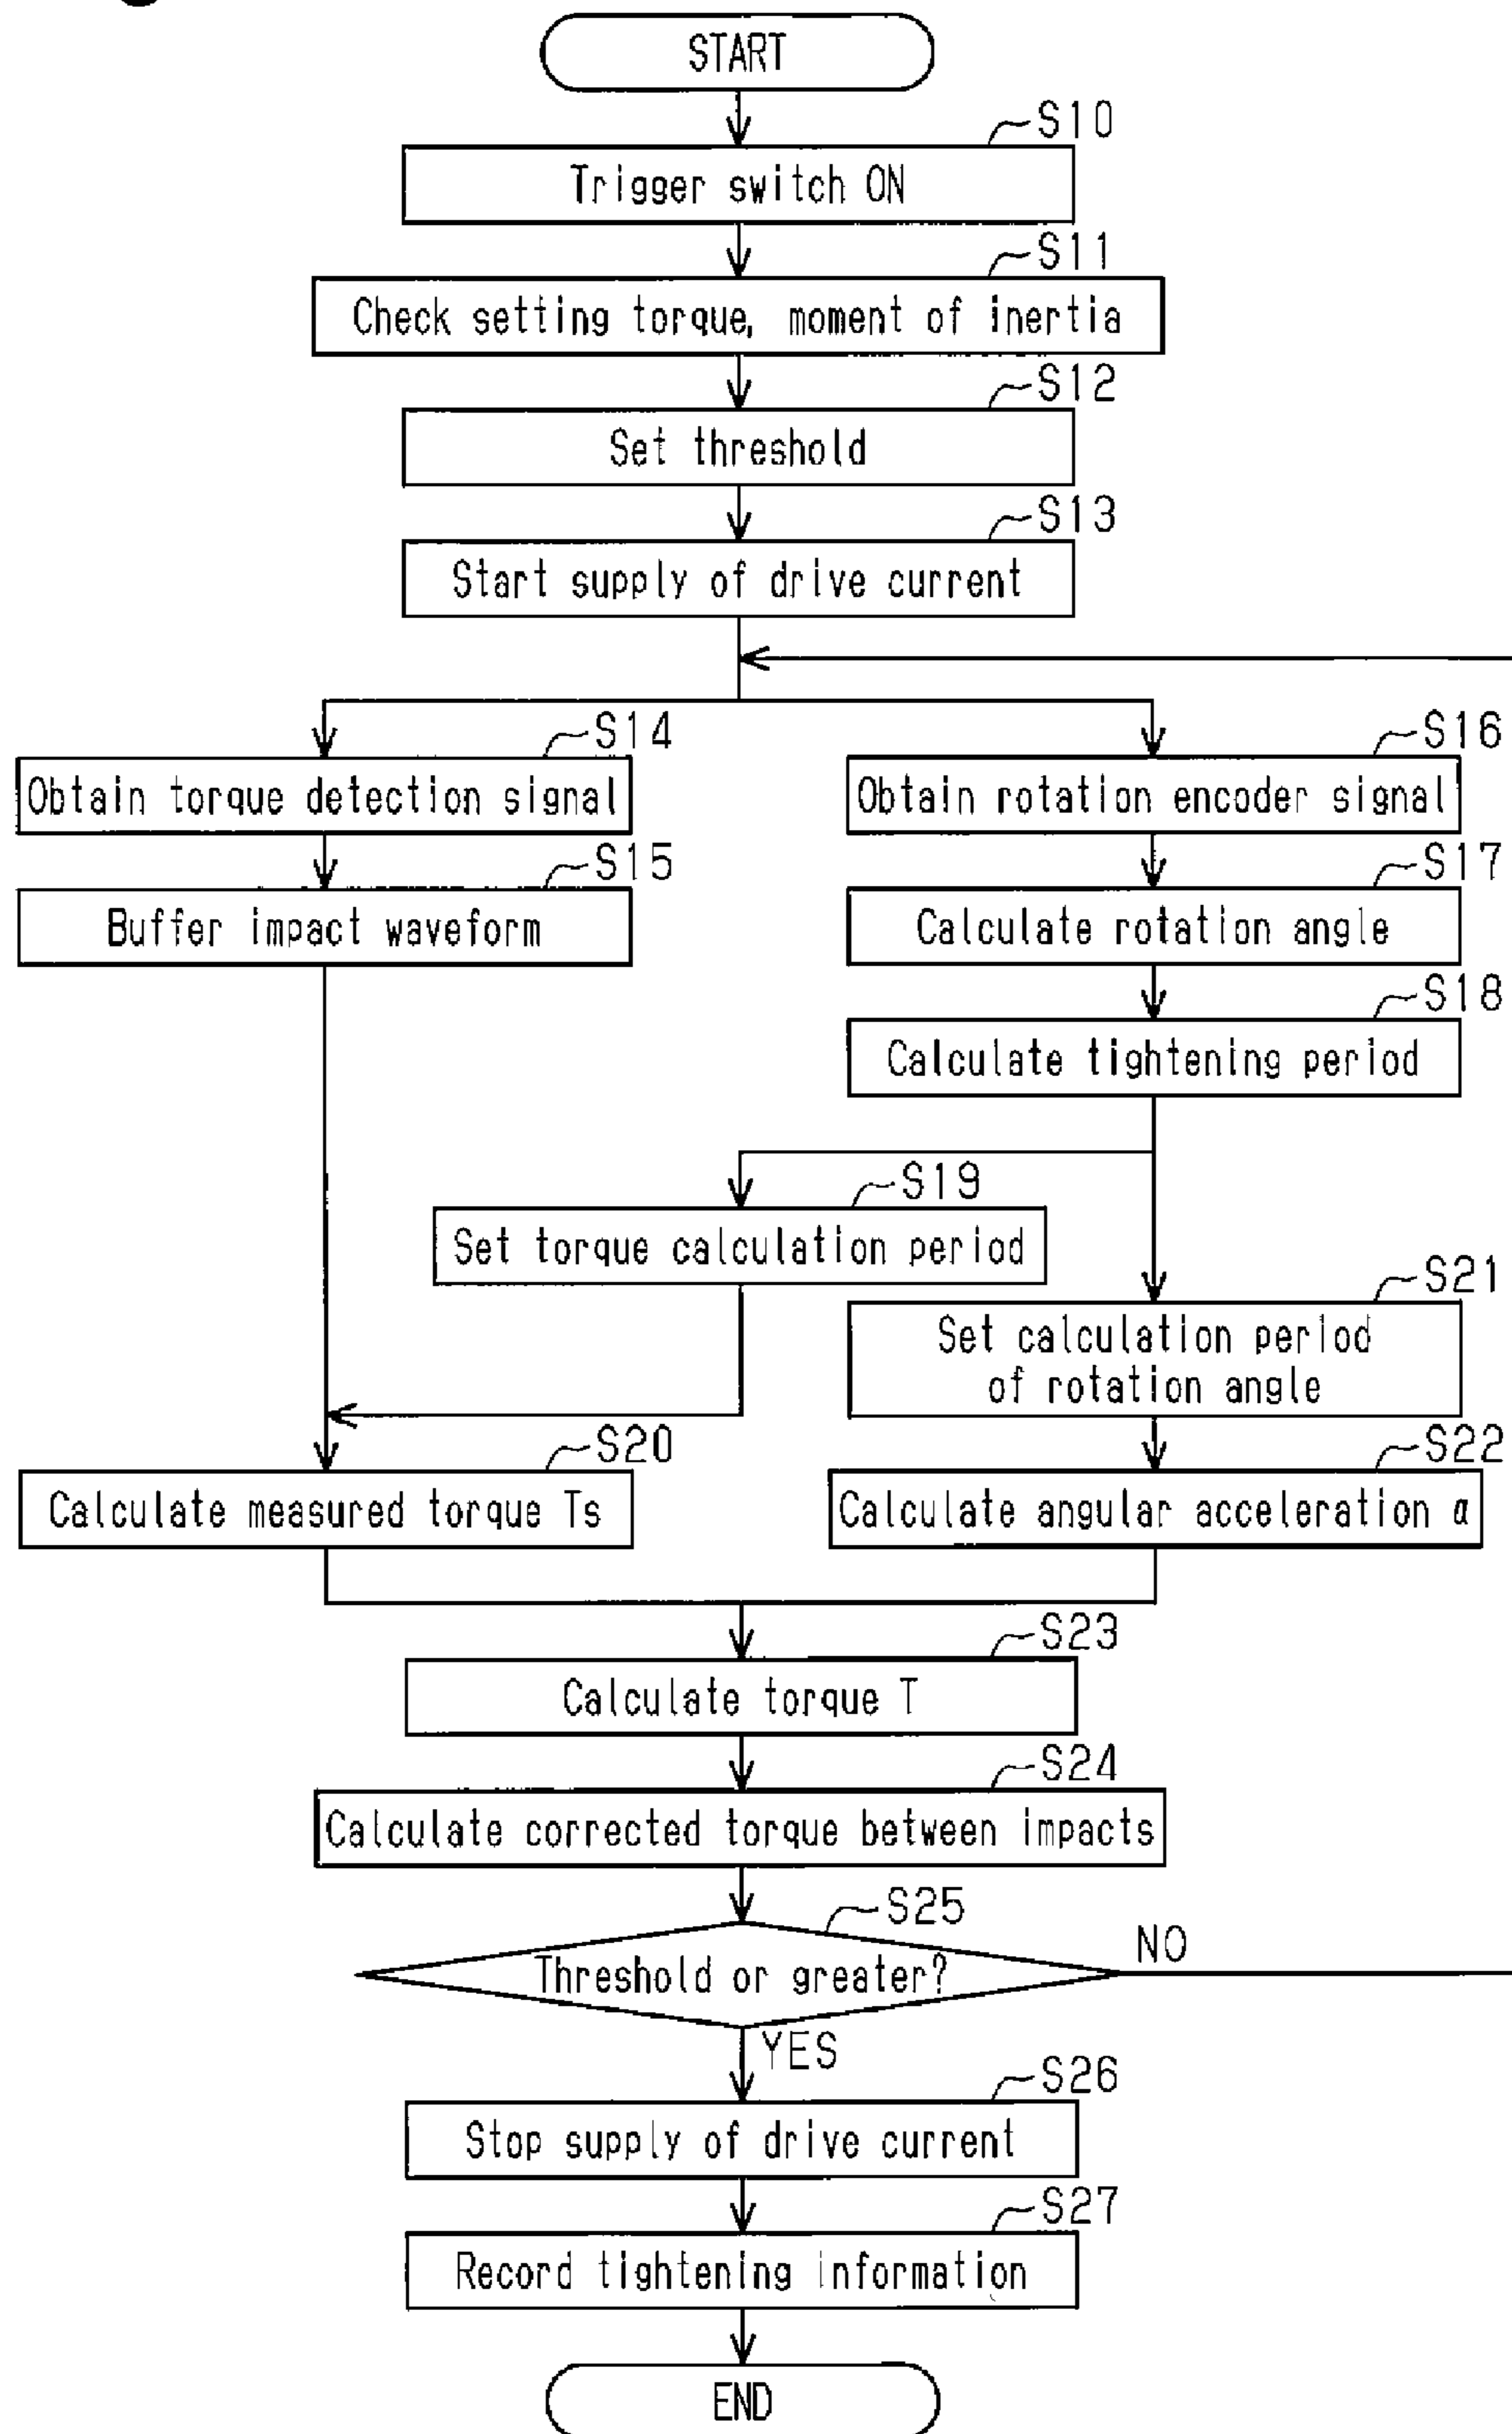 START
S10
Trigger switch ON
S11
Check setting torque, moment of inertia
S12
Set threshold
S13
Start supply of drive current
S14
Obtain torque detection signal
S15
Buffer impact waveform
S16
Obtain rotation encoder signal
S17
Calculate rotation angle
S18
Calculate tightening period
S19
Set torque calculation period
S21
Set calculation period
of rotation angle
S20
Calculate measured torque Ts
S22
Calculate angular acceleration α
S23
Calculate torque T
S24
Calculate corrected torque between impacts
S25
Threshold or greater?
NO
YES
S26
Stop supply of drive current
S27
Record tightening information
END